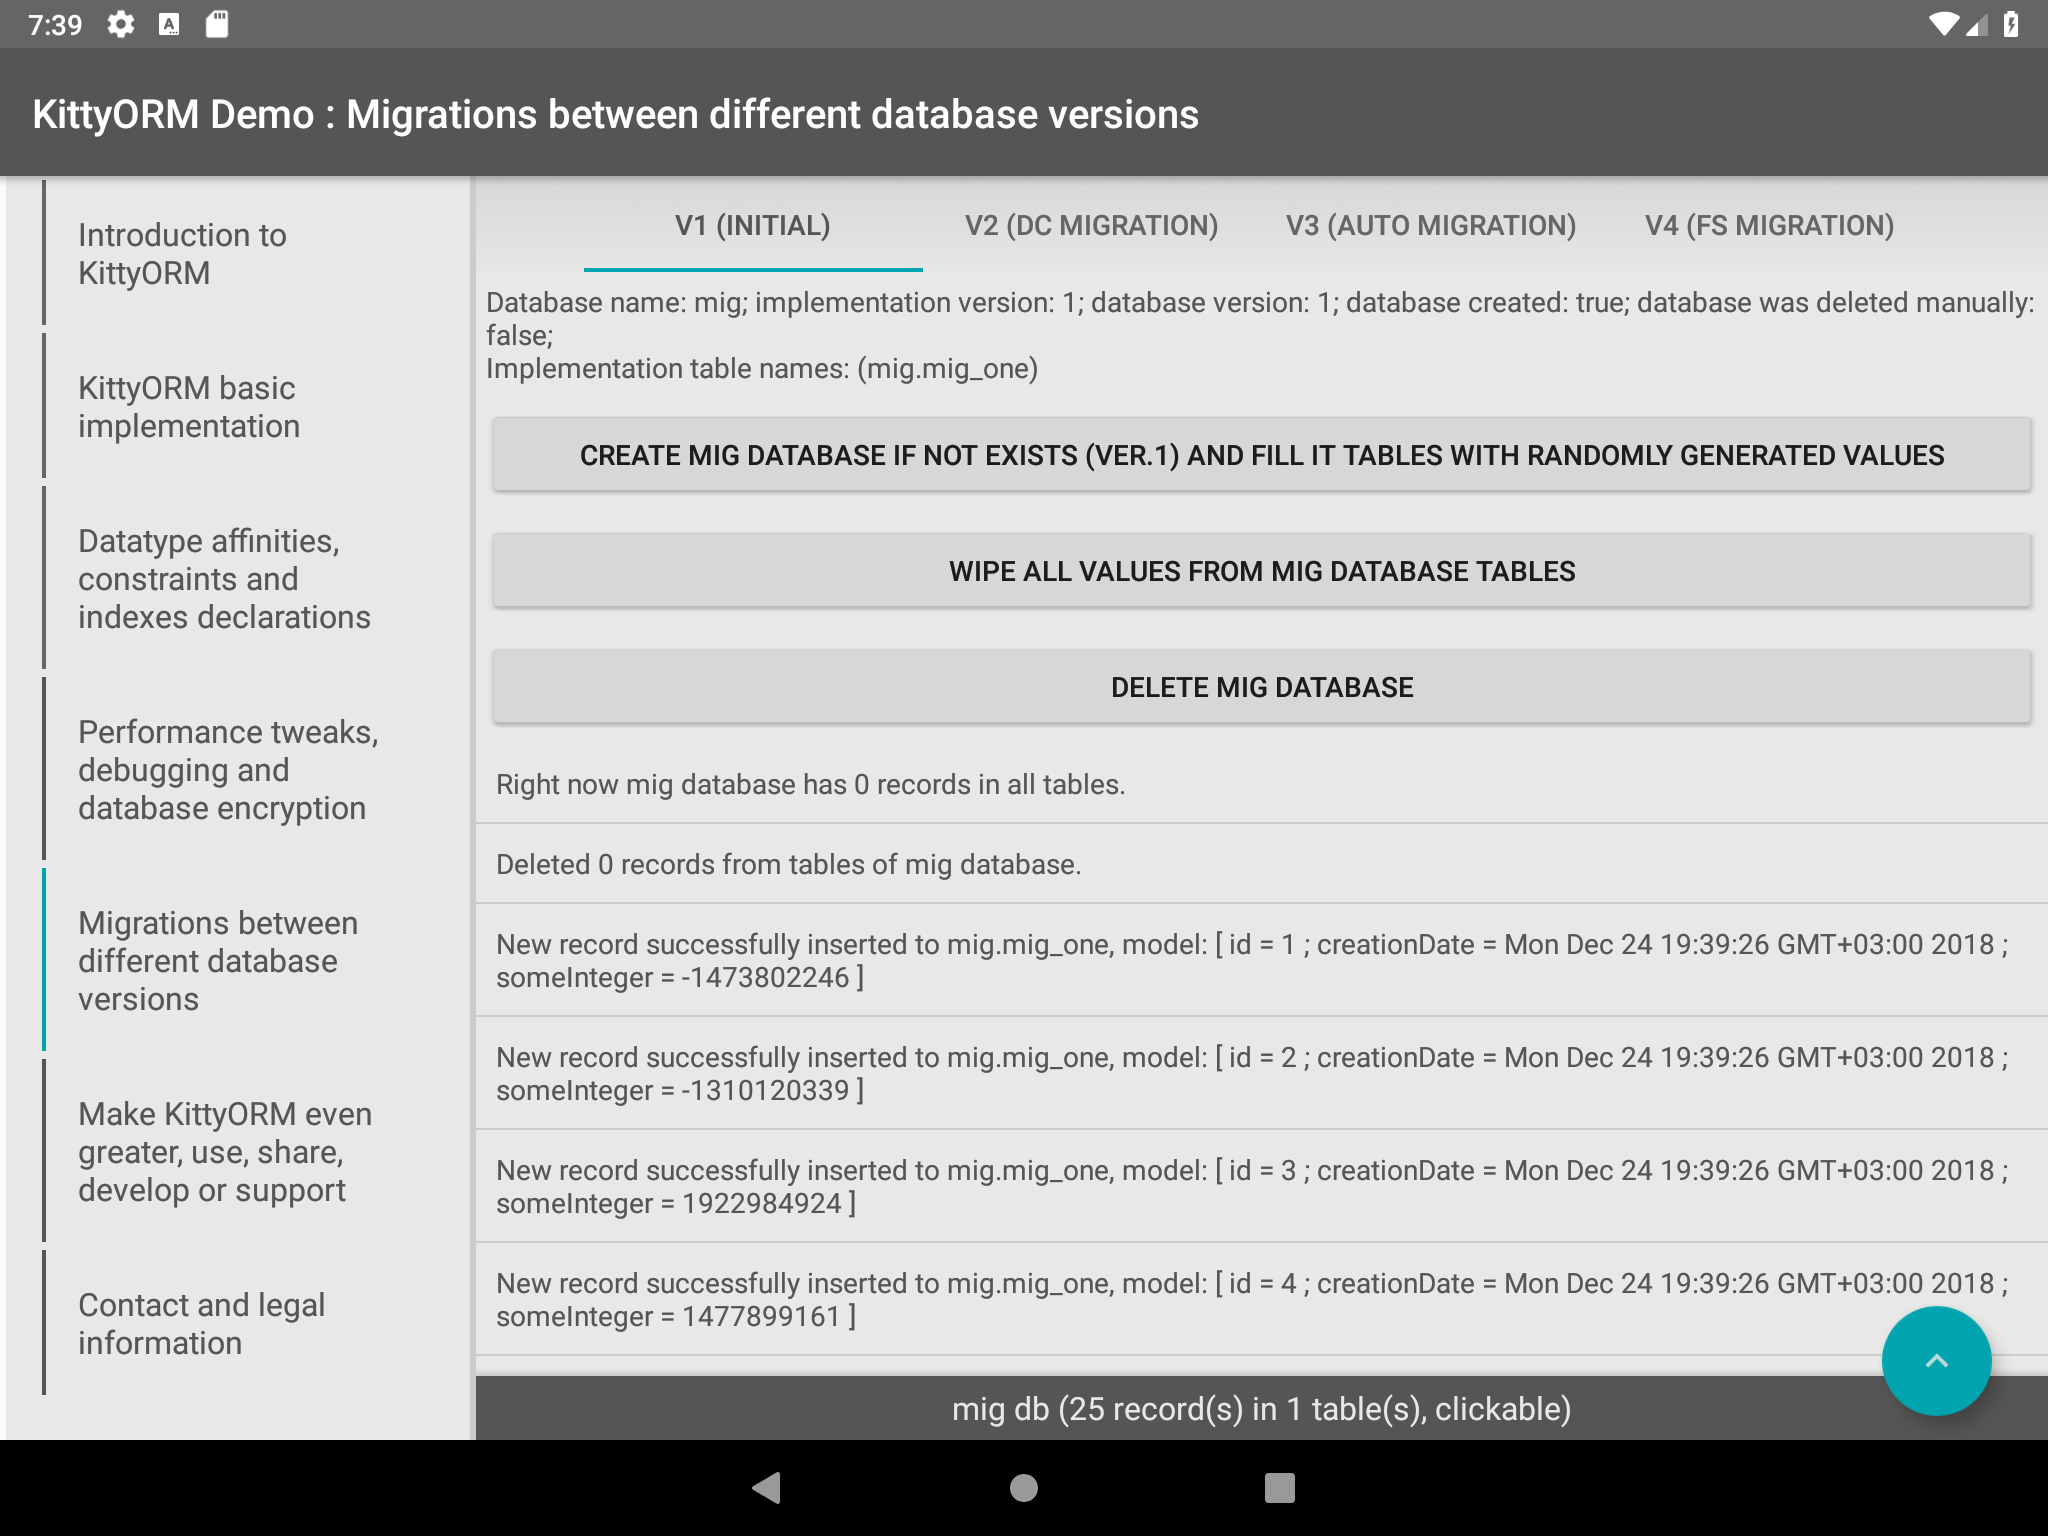 7:39
KittyORM Demo : Migrations between different database versions
Introduction to
KittyORM
KittyORM basic
implementation
Datatype affinities,
constraints and
indexes declarations
Performance tweaks,
debugging and
database encryption
Migrations between
different database
versions
Make KittyORM even
greater, use, share,
develop or support
Contact and legal
information
V1 (INITIAL)
V2 (DC MIGRATION)
V3 (AUTO MIGRATION)
V4 (FS MIGRATION)
Database name: mig; implementation version: 1; database version: 1; database created: true; database was deleted manually:
false;
Implementation table names: (mig.mig_one)
CREATE MIG DATABASE IF NOT EXISTS (VER.1) AND FILL IT TABLES WITH RANDOMLY GENERATED VALUES
WIPE ALL VALUES FROM MIG DATABASE TABLES
DELETE MIG DATABASE
Right now mig database has 0 records in all tables.
Deleted 0 records from tables of mig database.
New record successfully inserted to mig.mig_one, model: [ id = 1 ; creationDate = Mon Dec 24 19:39:26 GMT+03:00 2018 ;
someInteger = -1473802246 ]
New record successfully inserted to mig.mig_one, model: [ id = 2 ; creationDate = Mon Dec 24 19:39:26 GMT+03:00 2018 ;
someInteger = -1310120339 ]
New record successfully inserted to mig.mig_one, model: [ id = 3 ; creationDate = Mon Dec 24 19:39:26 GMT+03:00 2018 ;
someInteger = 1922984924 ]
New record successfully inserted to mig.mig_one, model: [ id = 4 ; creationDate = Mon Dec 24 19:39:26 GMT+03:00 2018 ;
someInteger = 1477899161 ]
mig db (25 record(s) in 1 table(s), clickable)